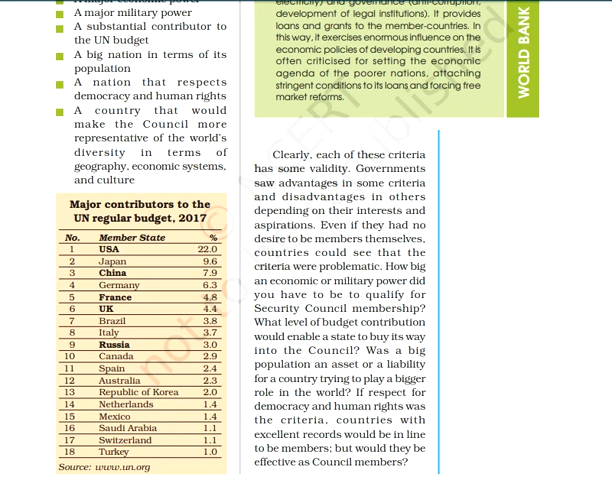 A major economic power
A major military power
A substantial contributor to
the UN budget
A big nation in terms of its
population
A nation that respects
democracy and human rights
A country that would
make the Council more
representative of the world's
diversity in terms of
geography, economic systems,
and culture
Major contributors to the
UN regular budget, 2017
No. Member State %
1 USA 22.0
2 Japan 9.6
3 China 7.9
4 Germany 6.3
5 France 4.8
6 UK 4.4
7 Brazil 3.8
8 Italy 3.7
9 Russia 3.0
10 Canada 2.9
11 Spain 2.4
12 Australia 2.3
13 Republic of Korea 2.0
14 Netherlands 1.4
15 Mexico 1.4
16 Saudi Arabia 1.1
17 Switzerland 1.1
18 Turkey 1.0
Source: www.un.org
electricity) and governance (anti-corruption,
development of legal institutions). It provides
loans and grants to the member-countries. In
this way, it exercises enormous influence on the
economic policies of developing countries. It is
often criticised for setting the economic
agenda of the poorer nations, attaching
stringent conditions to its loans and forcing free
market reforms.
WORLD BANK
Clearly, each of these criteria
has some validity. Governments
saw advantages in some criteria
and disadvantages in others
depending on their interests and
aspirations. Even if they had no
desire to be members themselves,
countries could see that the
criteria were problematic. How big
an economic or military power did
you have to be to qualify for
Security Council membership?
What level of budget contribution
would enable a state to buy its way
into the Council? Was a big
population an asset or a liability
for a country trying to play a bigger
role in the world? If respect for
democracy and human rights was
the criteria, countries with
excellent records would be in line
to be members; but would they be
effective as Council members?